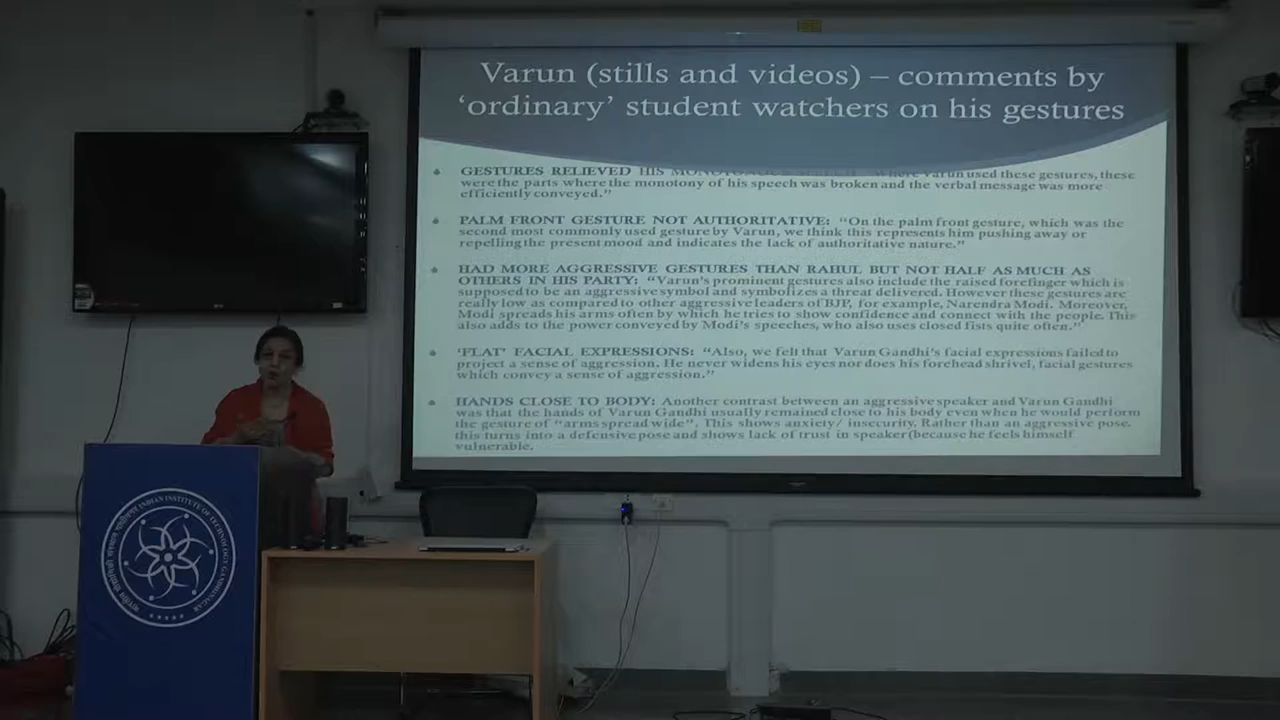 Varun (stills and videos) – comments by
‘ordinary’ student watchers on his gestures
GESTURES RELIEVED HIS MONOTONOUS Varun used these gestures, these
were the parts where the monotony of his speech was broken and the verbal message was more
efficiently conveyed.”
PALM FRONT GESTURE NOT AUTHORITATIVE: “On the palm front gesture, which was the
second most commonly used gesture by Varun, we think this represents him pushing away or
repelling the present mood and indicates the lack of authoritative nature.”
HAD MORE AGGRESSIVE GESTURES THAN RAHUL BUT NOT HALF AS MUCH AS
OTHERS IN HIS PARTY: “Varun's prominent gestures also include the raised forefinger which is
supposed to be an aggressive symbol and symbolizes a threat delivered. However these gestures are
really low as compared to other aggressive leaders of BJP, for example, Narendra Modi. Moreover,
Modi spreads his arms often by which he tries to show confidence and connect with the people. This
also adds to the power conveyed by Modi's speeches, who also uses closed fists quite often.”
‘FLAT’ FACIAL EXPRESSIONS: “Also, we felt that Varun Gandhi's facial expressions failed to
project a sense of aggression. He never widens his eyes nor does his forehead shrivel, facial gestures
which convey a sense of aggression.”
HANDS CLOSE TO BODY: Another contrast between an aggressive speaker and Varun Gandhi
was that the hands of Varun Gandhi usually remained close to his body even when he would perform
the gesture of “arms spread wide”. This shows anxiety/ insecurity. Rather than an aggressive pose,
this turns into a defensive pose and shows lack of trust in speaker(because he feels himself
vulnerable.
भारतीय प्रौद्योगिकी संस्थान गांधीनगर
INDIAN INSTITUTE OF TECHNOLOGY GANDHINAGAR